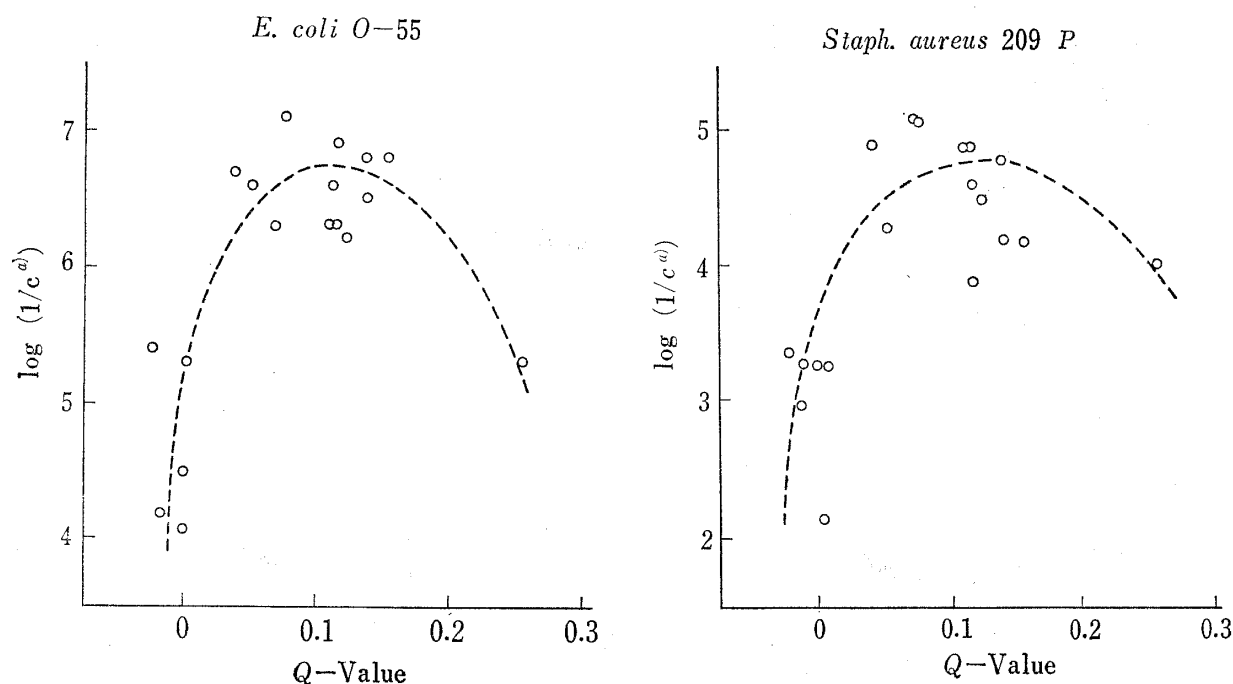 E. coli O-55
7
6
5
4
log (1/c a))
0 0.1 0.2 0.3
Q-Value
Staph. aureus 209 P
5
4
3
2
log (1/c a))
0 0.1 0.2 0.3
Q-Value